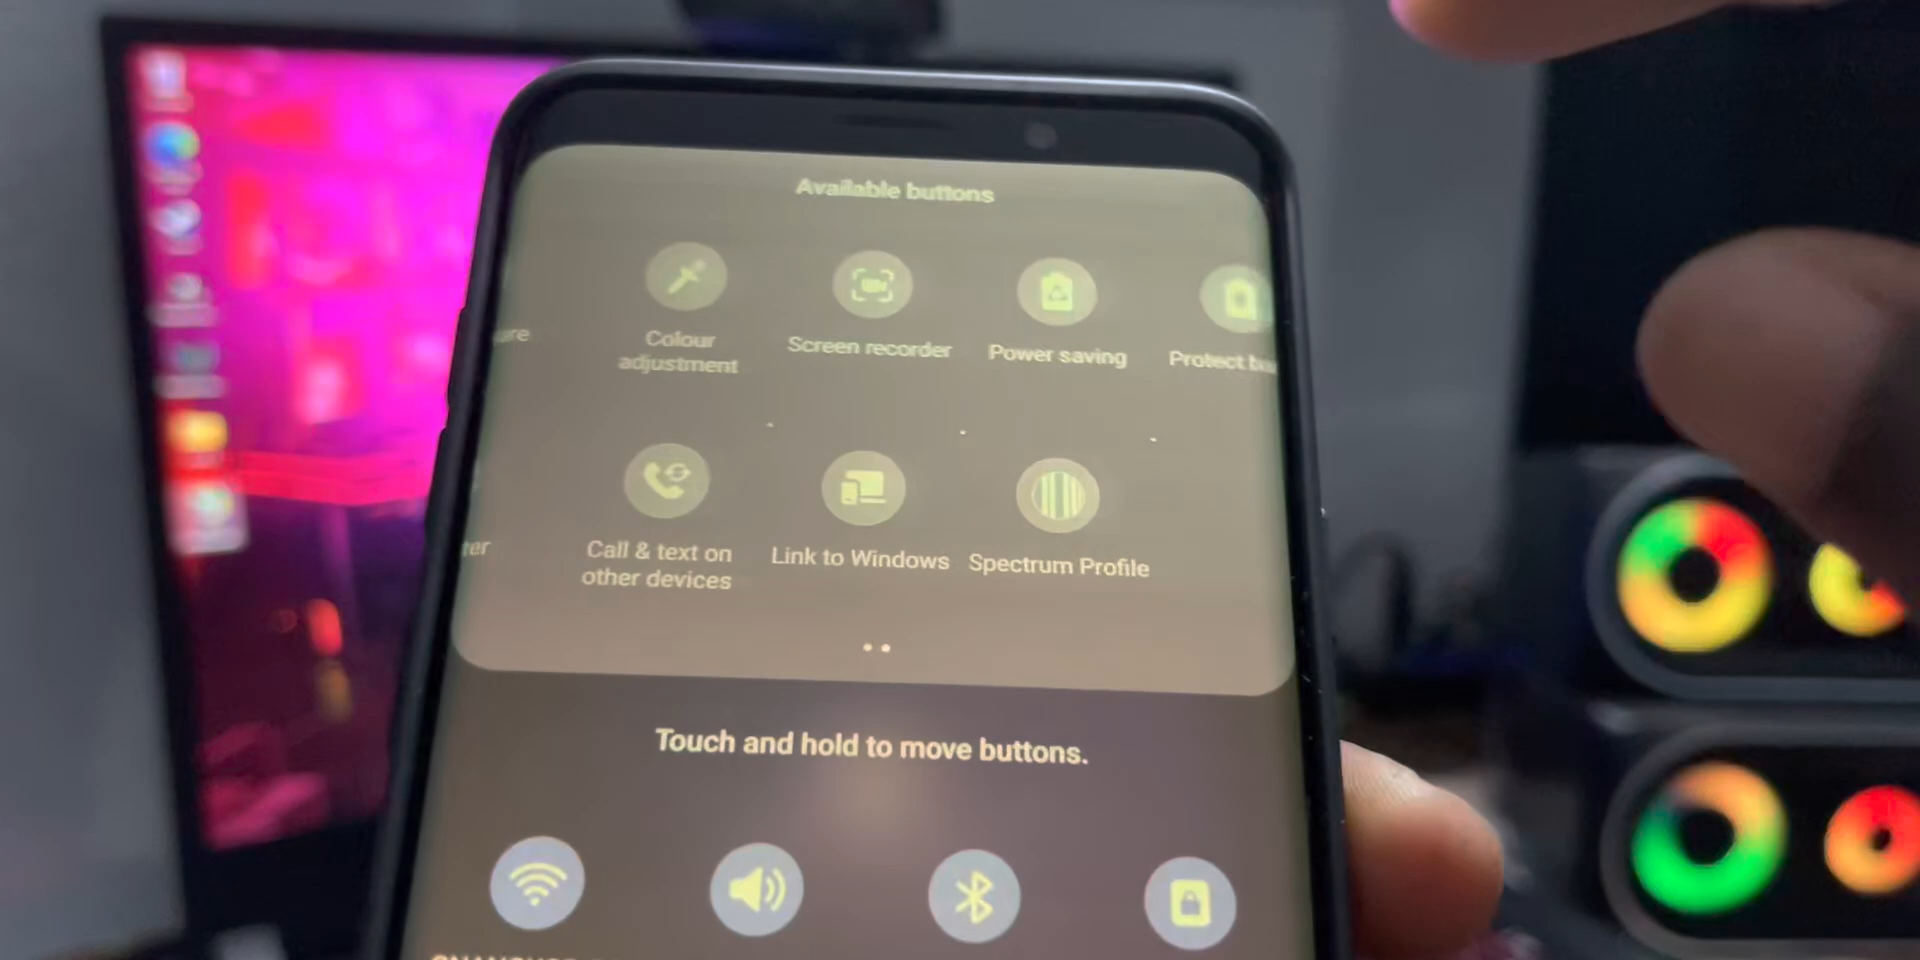 Available buttons
Colour
adjustment
Screen recorder
Power saving
Protect
Call & text on
other devices
Link to Windows
Spectrum Profile
Touch and hold to move buttons.